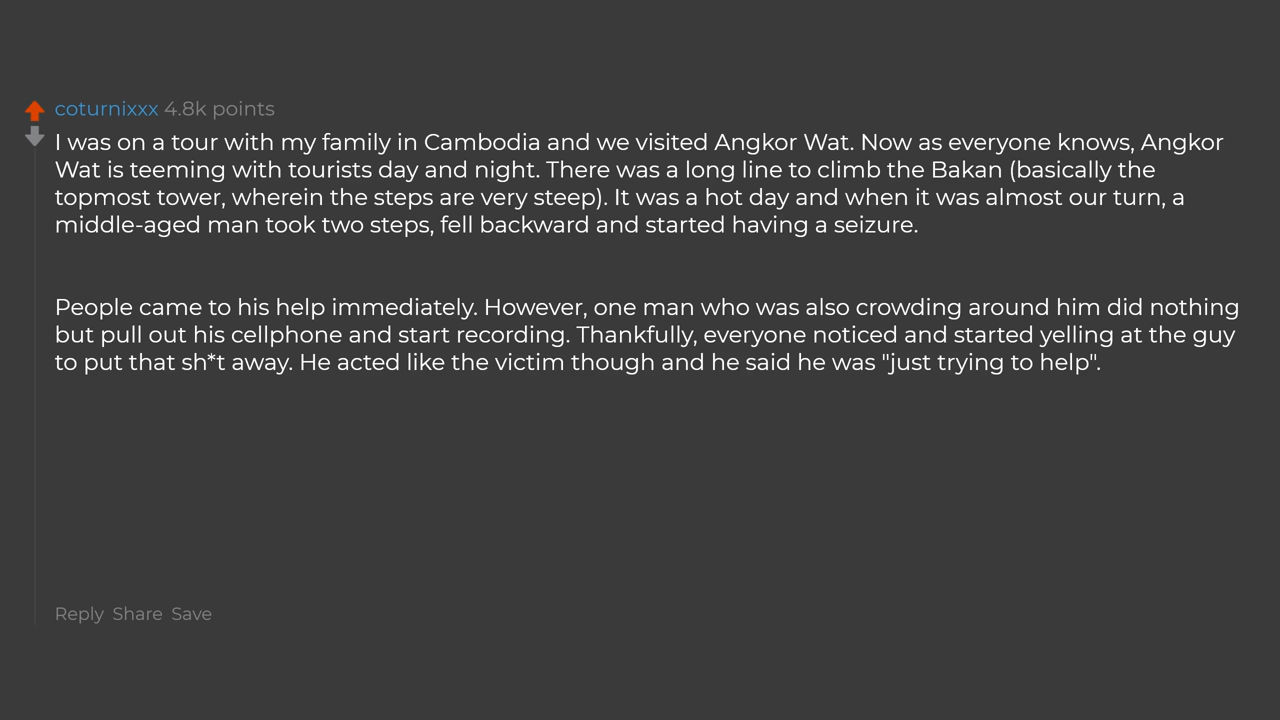 coturnixxx 4.8k points
I was on a tour with my family in Cambodia and we visited Angkor Wat. Now as everyone knows, Angkor
Wat is teeming with tourists day and night. There was a long line to climb the Bakan (basically the
topmost tower, wherein the steps are very steep). It was a hot day and when it was almost our turn, a
middle-aged man took two steps, fell backward and started having a seizure.
People came to his help immediately. However, one man who was also crowding around him did nothing
but pull out his cellphone and start recording. Thankfully, everyone noticed and started yelling at the guy
to put that sh*t away. He acted like the victim though and he said he was "just trying to help".
Reply Share Save